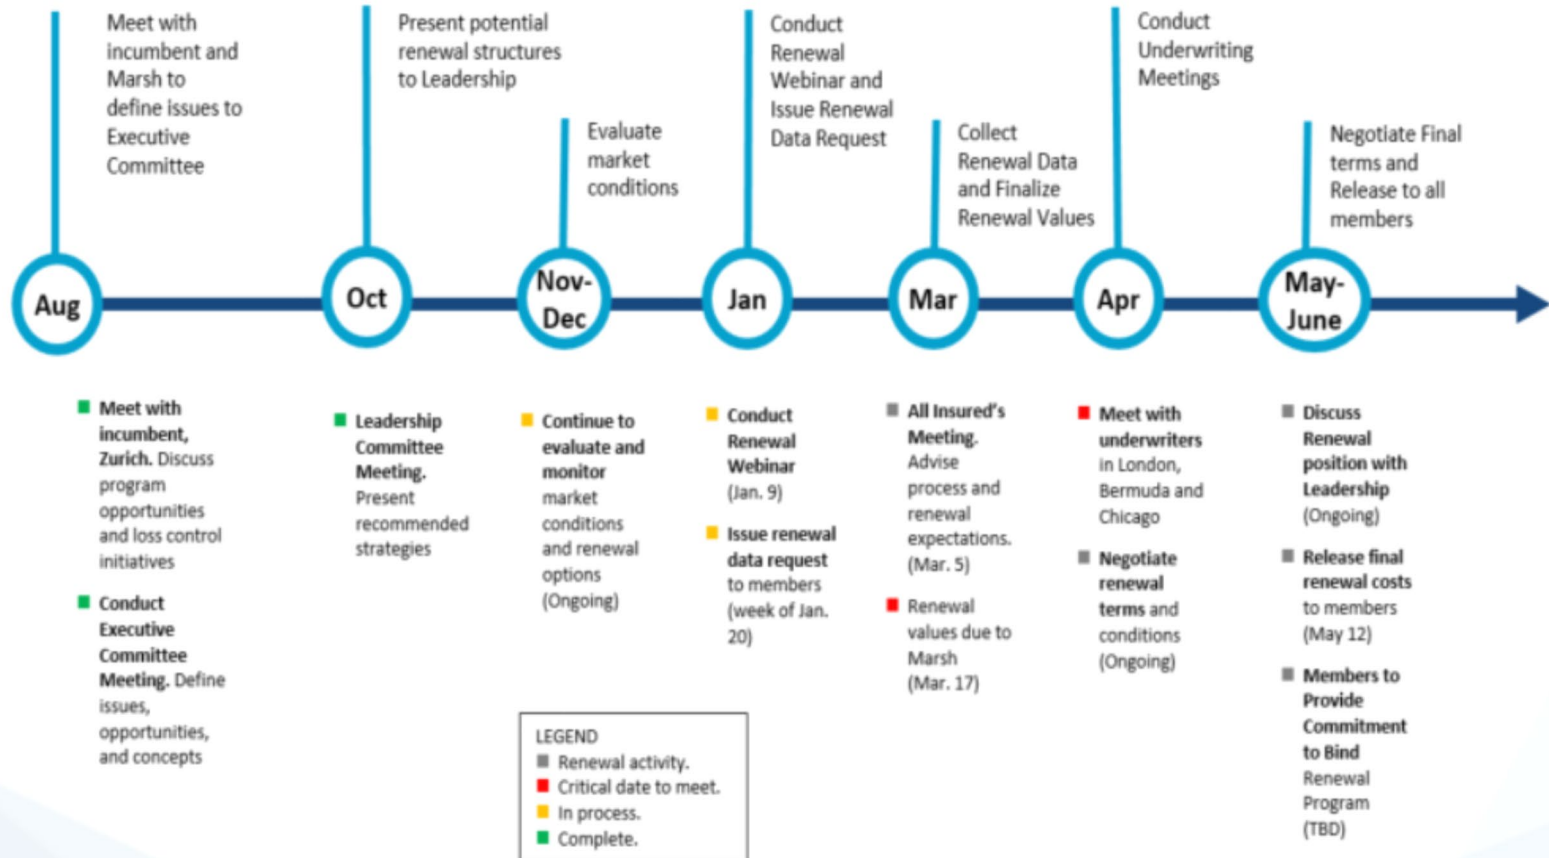 Meet with
incumbent and
Marsh to
define issues to
Executive
Committee
Present potential
renewal structures
to Leadership
Evaluate
market
conditions
Conduct
Renewal
Webinar and
Issue Renewal
Data Request
Collect
Renewal Data
and Finalize
Renewal Values
Conduct
Underwriting
Meetings
Negotiate Final
terms and
Release to all
members
Aug
Oct
Nov-
Dec
Jan
Mar
Apr
May-
June
Meet with
incumbent,
Zurich. Discuss
program
opportunities
and loss control
initiatives
Conduct
Executive
Committee
Meeting. Define
issues,
opportunities,
and concepts
Leadership
Committee
Meeting.
Present
recommended
strategies
Continue to
evaluate and
monitor
market
conditions
and renewal
options
(Ongoing)
Conduct
Renewal
Webinar
(Jan. 9)
Issue renewal
data request
to members
(week of Jan.
20)
All Insured's
Meeting.
Advise
process and
renewal
expectations.
(Mar. 5)
Renewal
values due to
Marsh
(Mar. 17)
Meet with
underwriters
in London,
Bermuda and
Chicago
Negotiate
renewal
terms and
conditions
(Ongoing)
Discuss
Renewal
position with
Leadership
(Ongoing)
Release final
renewal costs
to members
(May 12)
Members to
Provide
Commitment
to Bind
Renewal
Program
(TBD)
LEGEND
Renewal activity.
Critical date to meet.
In process.
Complete.